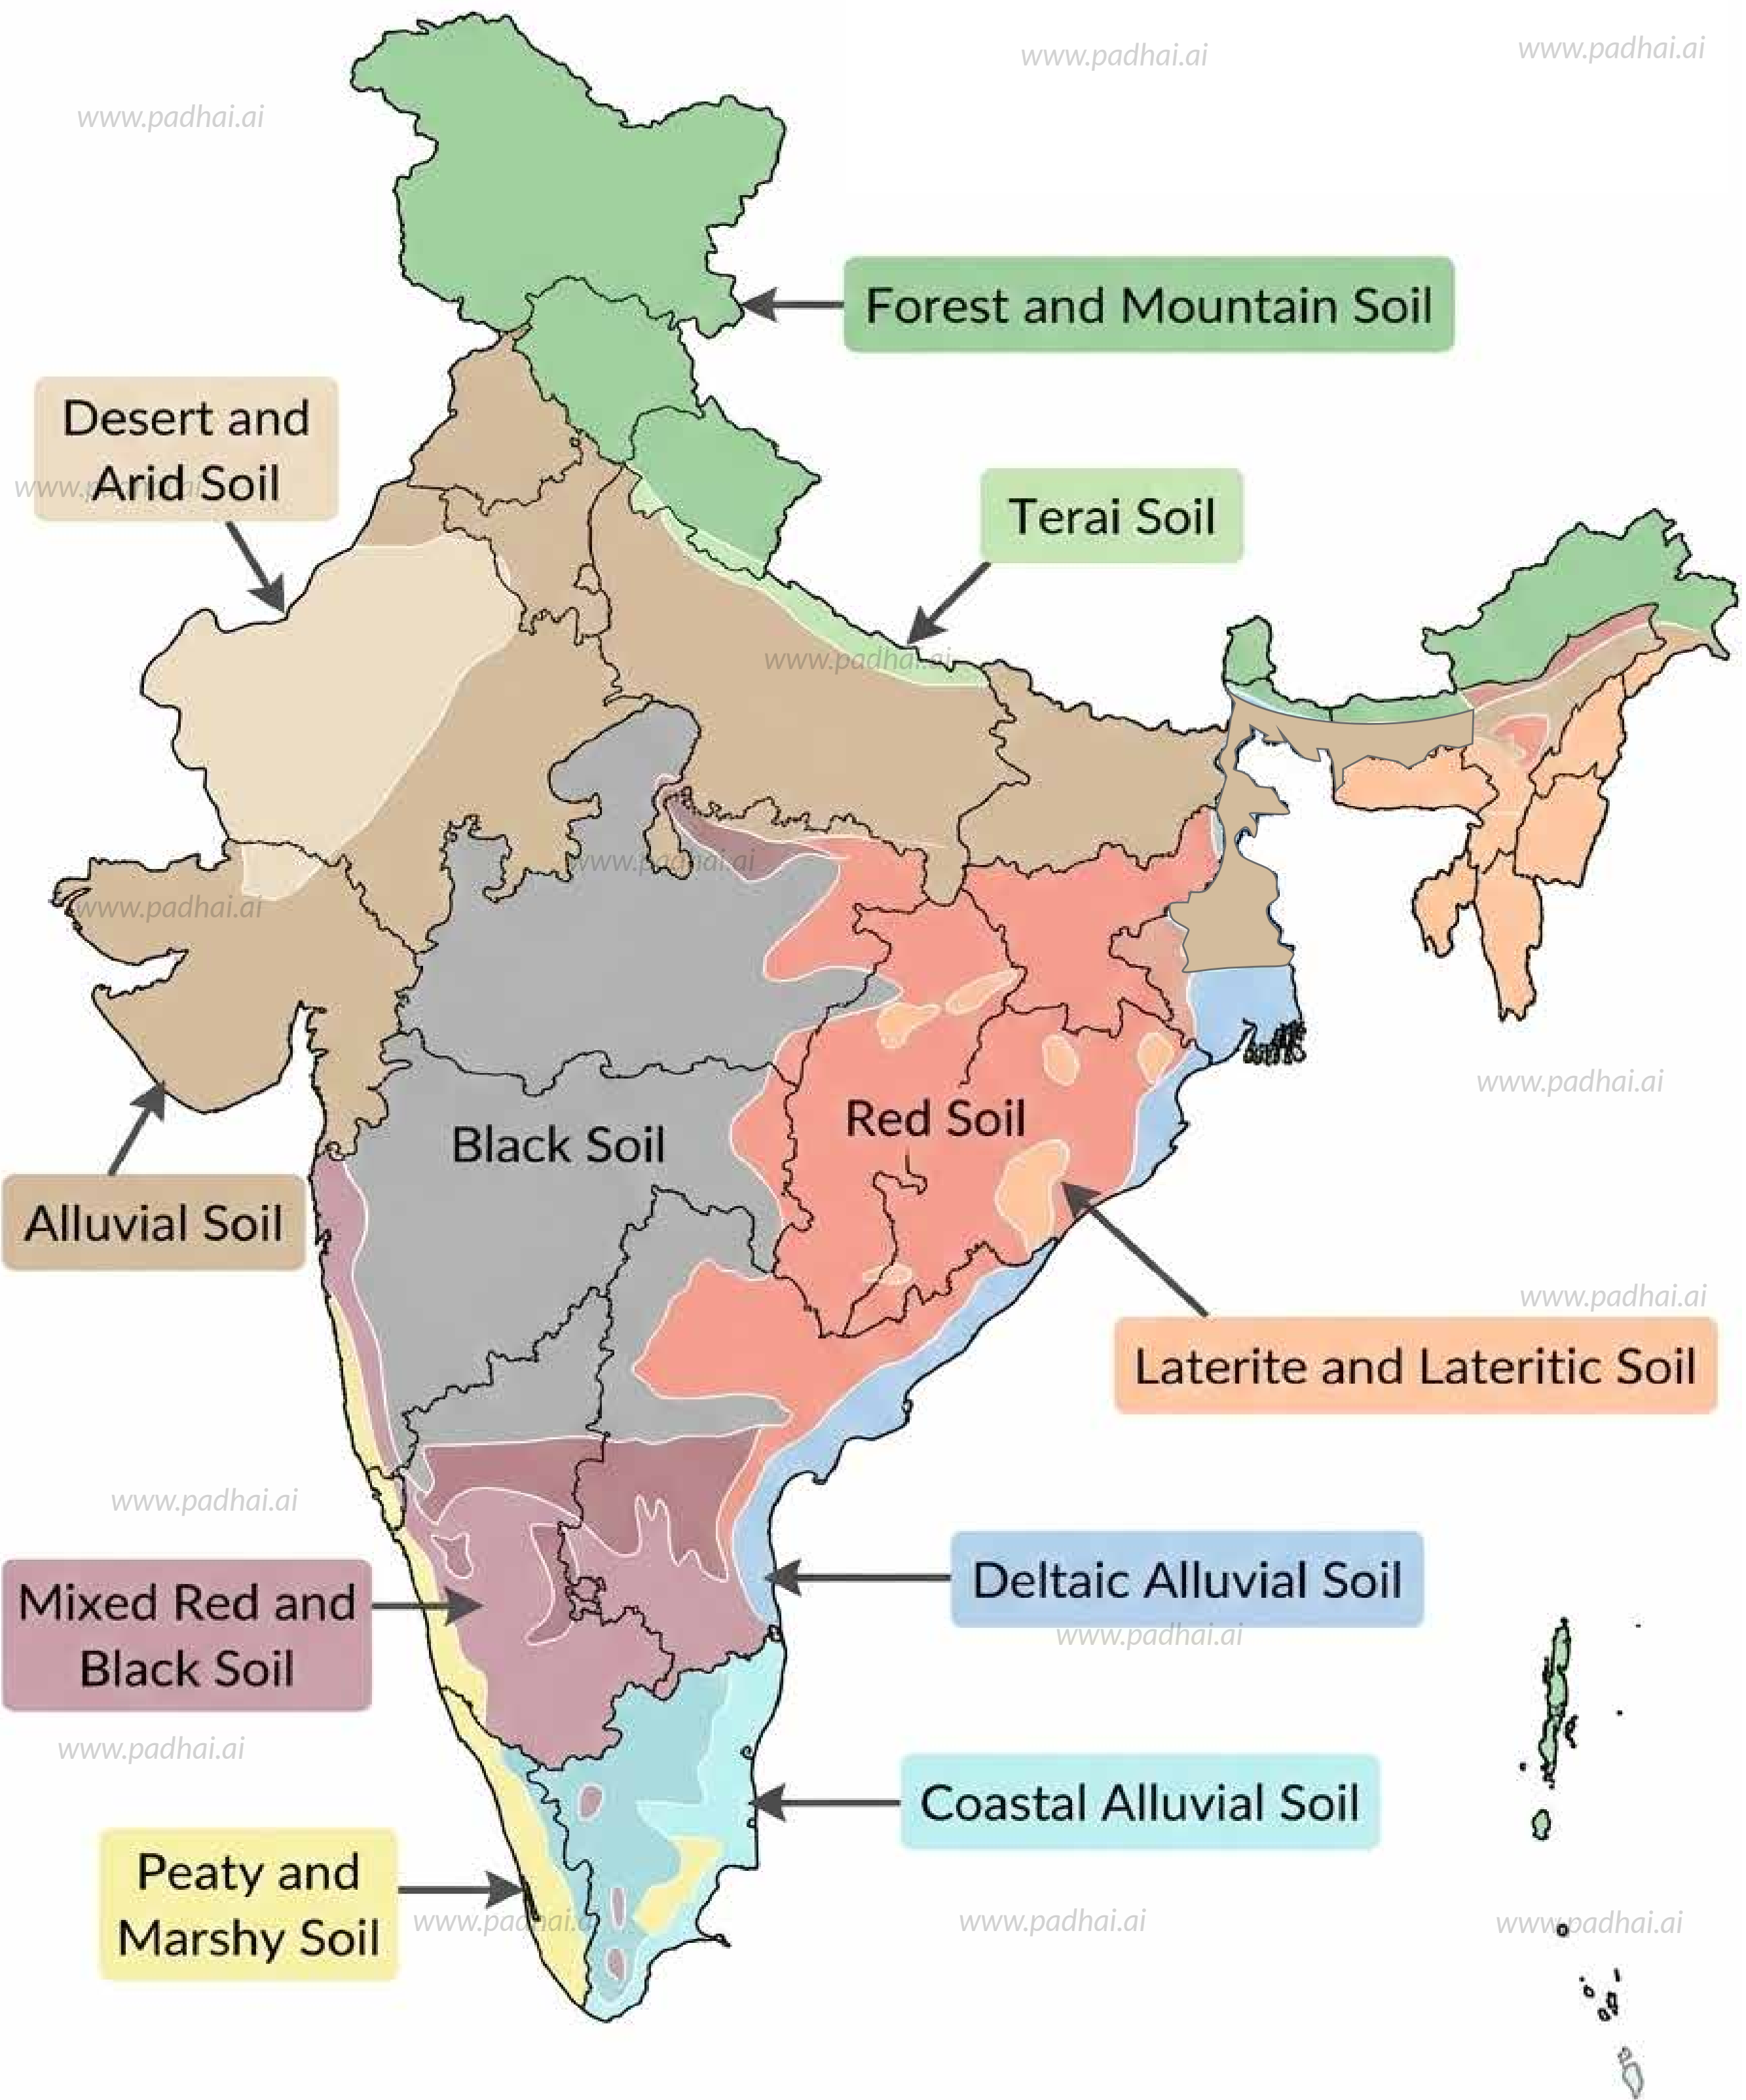 www.padhai.ai
www.padhai.ai
www.padhai.ai
Forest and Mountain Soil
Desert and
Arid Soil
www.padhai.ai
Terai Soil
www.padhai.ai
www.padhai.ai
www.padhai.ai
www.padhai.ai
Black Soil
Red Soil
Alluvial Soil
www.padhai.ai
Laterite and Lateritic Soil
www.padhai.ai
Mixed Red and
Black Soil
Deltaic Alluvial Soil
www.padhai.ai
www.padhai.ai
Coastal Alluvial Soil
Peaty and
Marshy Soil
www.padhai.ai
www.padhai.ai
www.padhai.ai